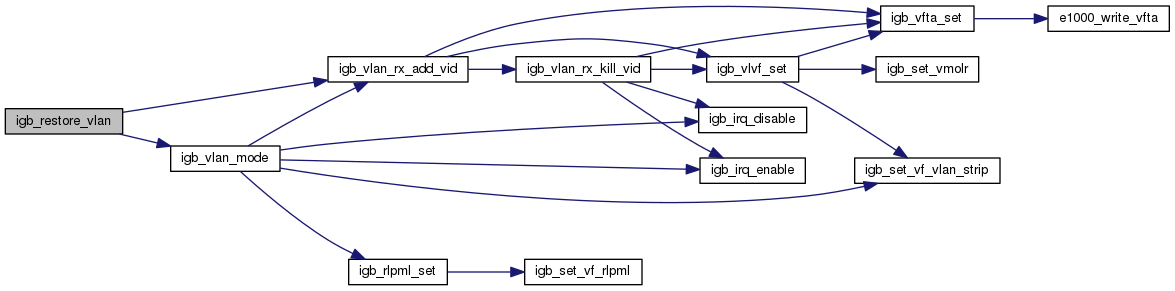 igb_vfta_set
e1000_write_vfta
igb_vlan_rx_add_vid
igb_vlan_rx_kill_vid
igb_vlvf_set
igb_set_vmolr
igb_restore_vlan
igb_irq_disable
igb_vlan_mode
igb_irq_enable
igb_set_vf_vlan_strip
igb_rlpml_set
igb_set_vf_rlpml